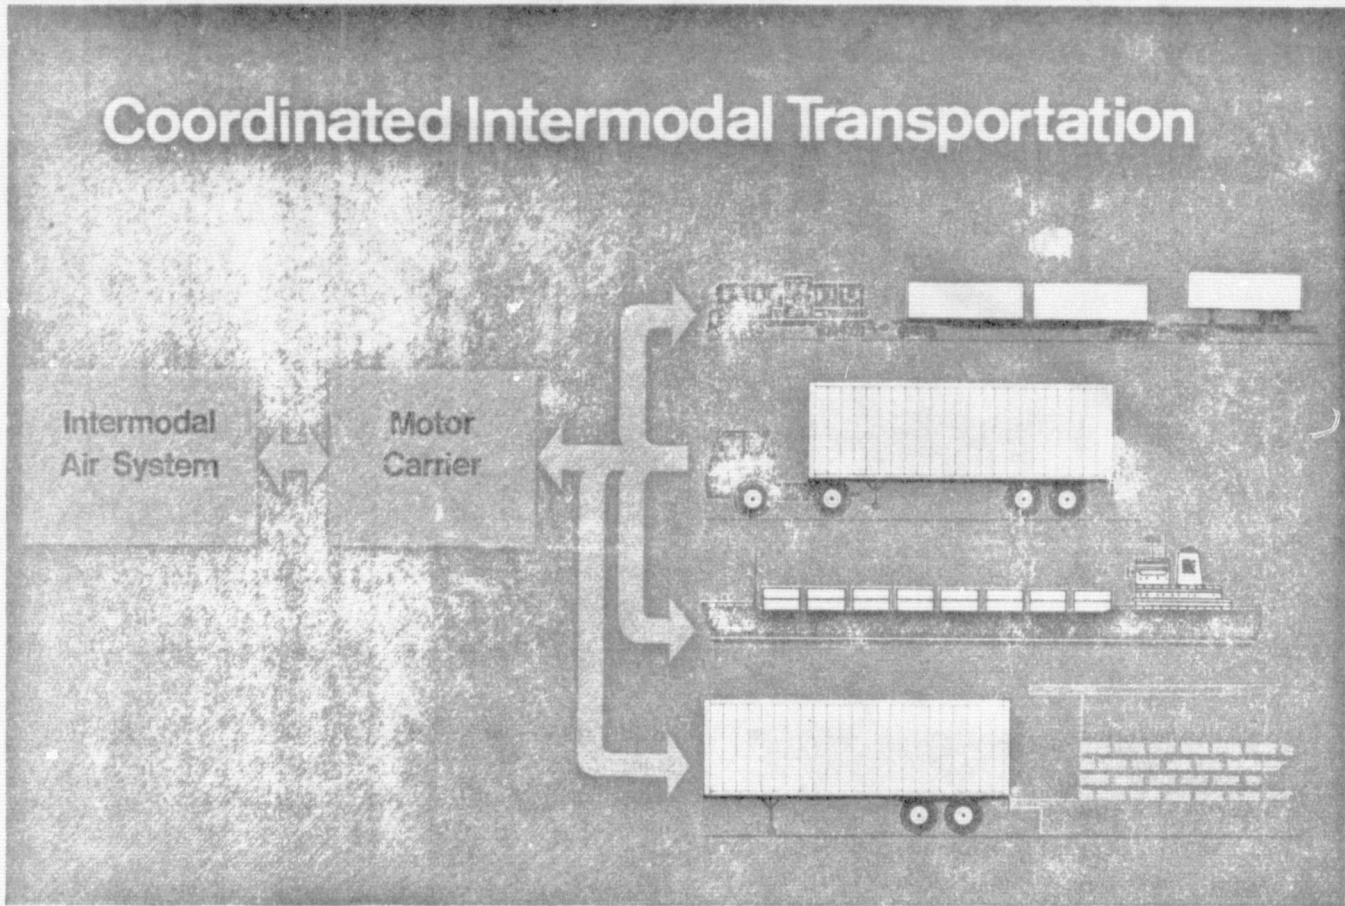 Coordinated Intermodal Transportation
Intermodal
Air System
Motor
Carrier